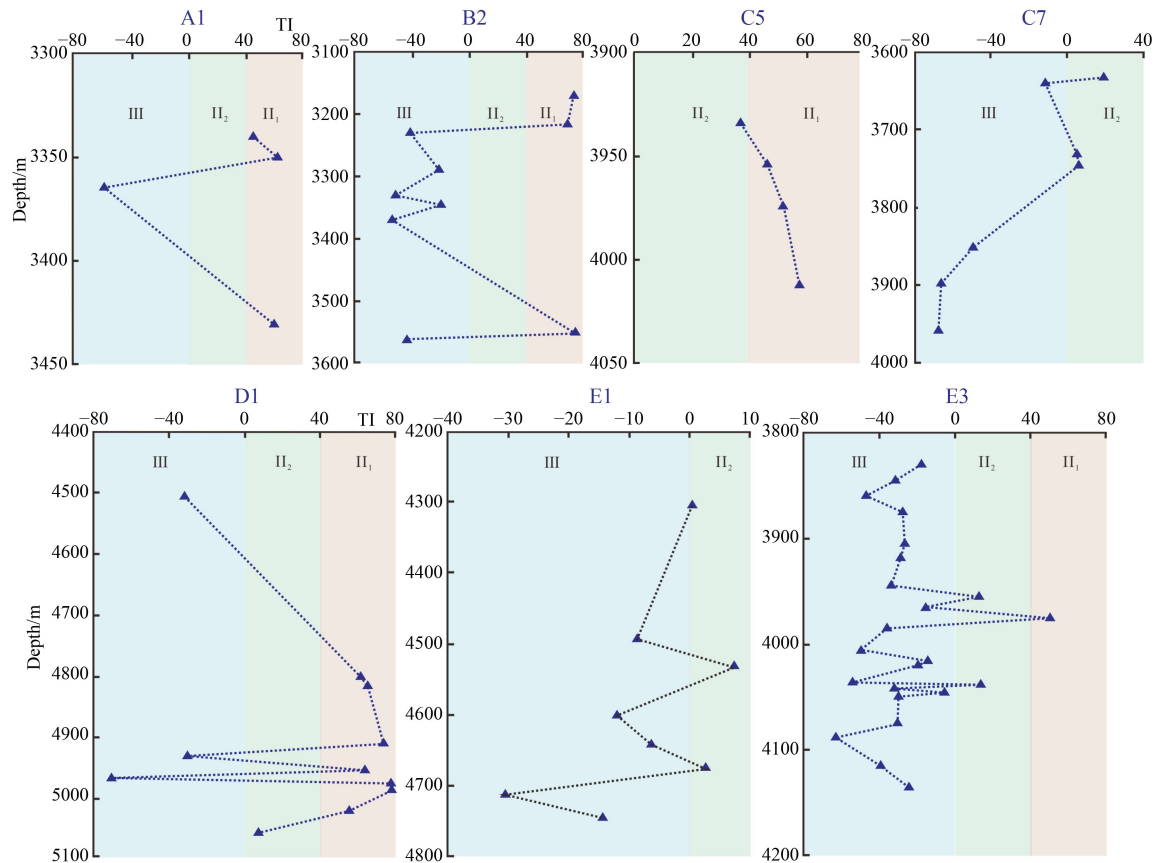 A1
B2
C5
C7
TI
−80 −40 0 40 80
−80 −40 0 40 80
0 20 40 60 80
−80 −40 0 40
3300
3350
3400
3450
Depth/m
III II₂ II₁
3100
3200
3300
3400
3500
3600
III II₂ II₁
3900
3950
4000
4050
II₂ II₁
3600
3700
3800
3900
4000
III II₂
D1
E1
E3
TI
−80 −40 0 40 80
−40 −30 −20 −10 0 10
−80 −40 0 40 80
4400
4500
4600
4700
4800
4900
5000
5100
Depth/m
III II₂ II₁
4200
4300
4400
4500
4600
4700
4800
III II₂
3800
3900
4000
4100
4200
III II₂ II₁